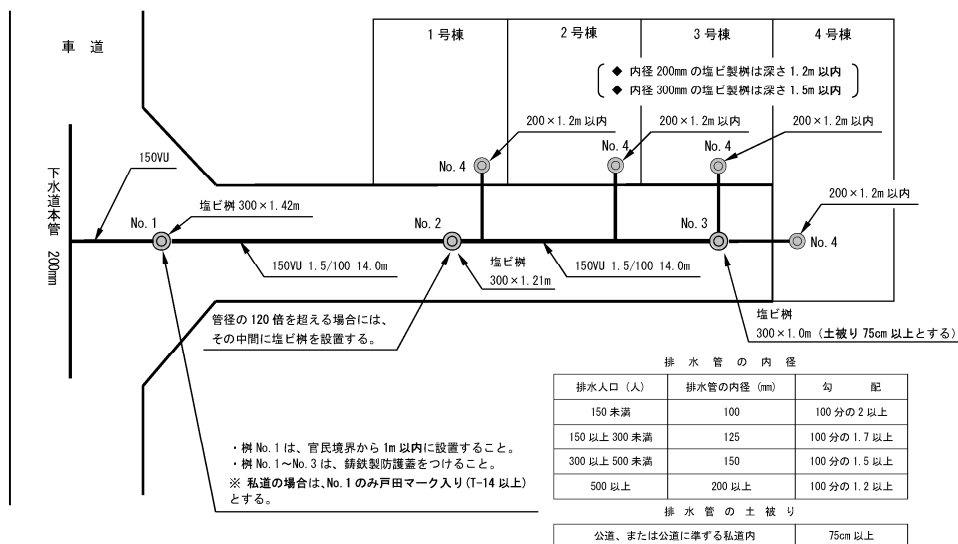 車 道
1号棟
2号棟
3号棟
4号棟
◆ 内径 200mm の塩ビ製桝は深さ 1.2m 以内
◆ 内径 300mm の塩ビ製桝は深さ 1.5m 以内
200×1.2m 以内
200×1.2m 以内
200×1.2m 以内
No. 4
No. 4
No. 4
200×1.2m 以内
150VU
下水道本管 200mm
No. 1
塩ビ桝 300×1.42m
No. 2
No. 3
No. 4
150VU 1.5/100 14.0m
塩ビ桝
300×1.21m
150VU 1.5/100 14.0m
管径の 120 倍を超える場合には、
その中間に塩ビ桝を設置する。
塩ビ桝
300×1.0m（土被り 75cm 以上とする）
・桝 No.1 は、官民境界から 1m 以内に設置すること。
・桝 No.1～No.3 は、鋳鉄製防護蓋をつけること。
※ 私道の場合は、No.1 のみ戸田マーク入り(T-14 以上)
とする。
排 水 管 の 内 径
排水人口（人） 排水管の内径（mm） 勾 配
150 未満 100 100 分の 2 以上
150 以上 300 未満 125 100 分の 1.7 以上
300 以上 500 未満 150 100 分の 1.5 以上
500 以上 200 以上 100 分の 1.2 以上
排 水 管 の 土 被 り
公道、または公道に準ずる私道内 75cm 以上